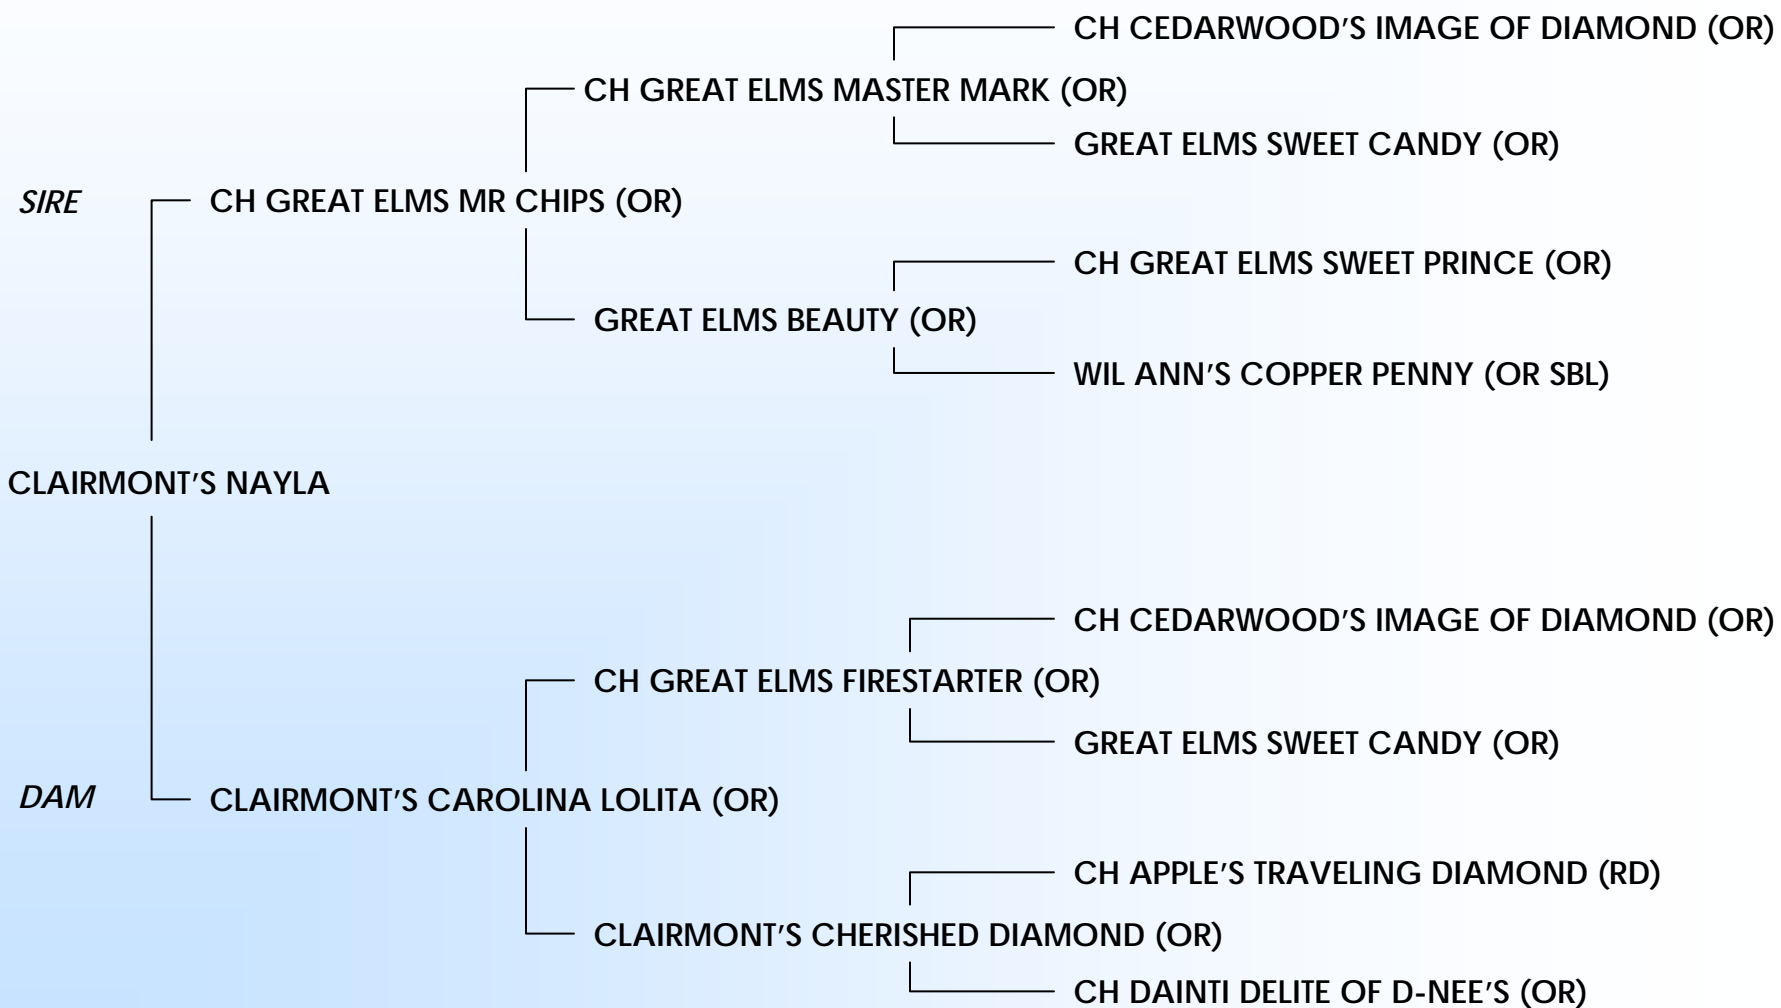 CH CEDARWOOD'S IMAGE OF DIAMOND (OR)
CH GREAT ELMS MASTER MARK (OR)
GREAT ELMS SWEET CANDY (OR)
SIRE
CH GREAT ELMS MR CHIPS (OR)
CH GREAT ELMS SWEET PRINCE (OR)
GREAT ELMS BEAUTY (OR)
WIL ANN'S COPPER PENNY (OR SBL)
CLAIRMONT'S NAYLA
CH CEDARWOOD'S IMAGE OF DIAMOND (OR)
CH GREAT ELMS FIRESTARTER (OR)
GREAT ELMS SWEET CANDY (OR)
DAM
CLAIRMONT'S CAROLINA LOLITA (OR)
CH APPLE'S TRAVELING DIAMOND (RD)
CLAIRMONT'S CHERISHED DIAMOND (OR)
CH DAINTI DELITE OF D-NEE'S (OR)